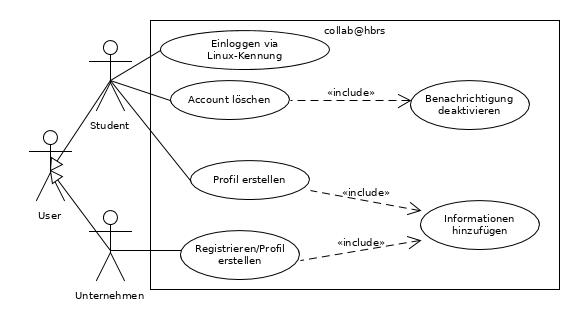 collab@hbrs
Einloggen via
Linux-Kennung
Account löschen
«include»
Benachrichtigung
deaktivieren
Student
Profil erstellen
«include»
User
Informationen
hinzufügen
Registrieren/Profil
erstellen
«include»
Unternehmen